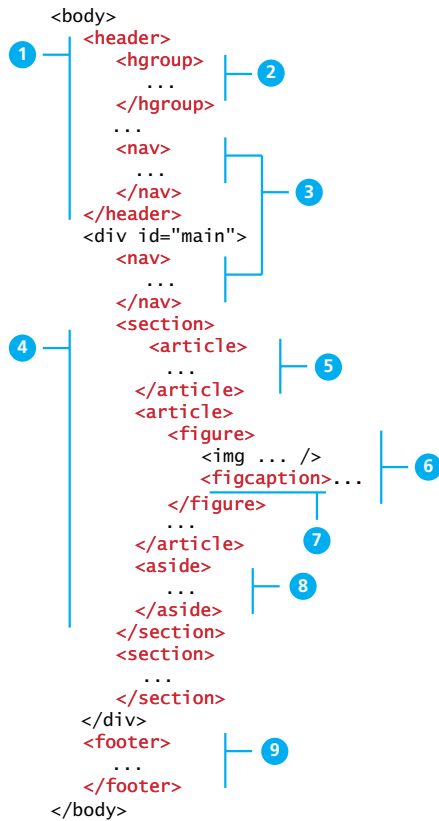 <body>
<header>
1
<hgroup>
2
...
</hgroup>
...
<nav>
...
</nav>
3
</header>
<div id="main">
<nav>
...
</nav>
<section>
4
<article>
5
...
</article>
<article>
<figure>
<img ... />
6
<figcaption>...
</figure>
...
7
</article>
<aside>
8
...
</aside>
</section>
<section>
...
</section>
</div>
<footer>
9
...
</footer>
</body>